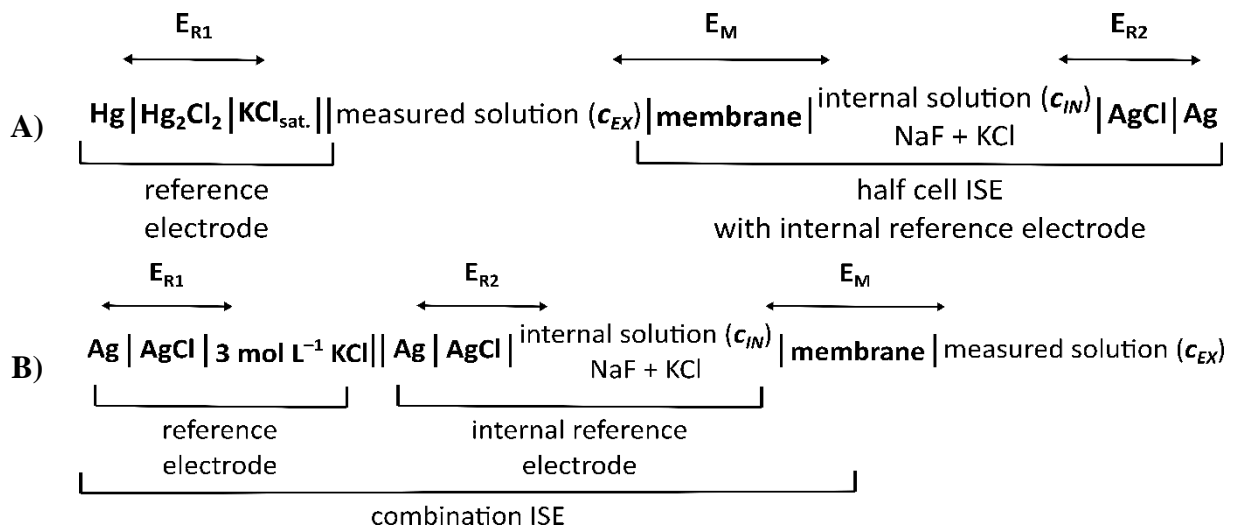 E_R1 E_M E_R2
A) Hg|Hg₂Cl₂|KCl_sat.||measured solution (c_EX)|membrane|internal solution (c_IN) NaF + KCl|AgCl|Ag
reference electrode
half cell ISE
with internal reference electrode
E_R1 E_R2 E_M
B) Ag|AgCl|3 mol L⁻¹ KCl||Ag|AgCl|internal solution (c_IN) NaF + KCl|membrane|measured solution (c_EX)
reference electrode
internal reference electrode
combination ISE